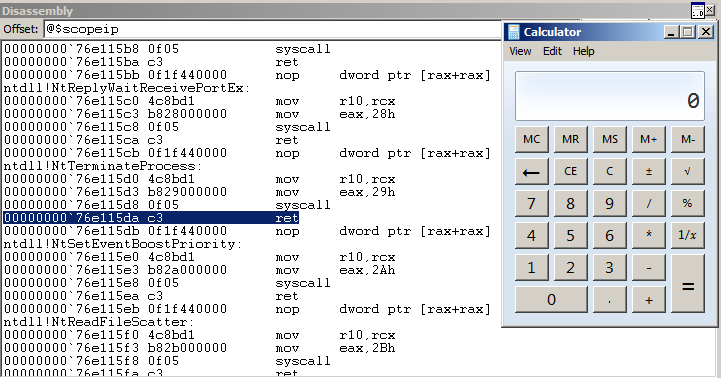 Disassembly
Offset: @$scopeip
00000000`76e115b8 0f05 syscall
00000000`76e115ba c3 ret
00000000`76e115bb 0f1f440000 nop dword ptr [rax+rax]
ntdll!NtReplyWaitReceivePortEx:
00000000`76e115c0 4c8bd1 mov r10,rcx
00000000`76e115c3 b828000000 mov eax,28h
00000000`76e115c8 0f05 syscall
00000000`76e115ca c3 ret
00000000`76e115cb 0f1f440000 nop dword ptr [rax+rax]
ntdll!NtTerminateProcess:
00000000`76e115d0 4c8bd1 mov r10,rcx
00000000`76e115d3 b829000000 mov eax,29h
00000000`76e115d8 0f05 syscall
00000000`76e115da c3 ret
00000000`76e115db 0f1f440000 nop dword ptr [rax+rax]
ntdll!NtSetEventBoostPriority:
00000000`76e115e0 4c8bd1 mov r10,rcx
00000000`76e115e3 b82a000000 mov eax,2Ah
00000000`76e115e8 0f05 syscall
00000000`76e115ea c3 ret
00000000`76e115eb 0f1f440000 nop dword ptr [rax+rax]
ntdll!NtReadFileScatter:
00000000`76e115f0 4c8bd1 mov r10,rcx
00000000`76e115f3 b82b000000 mov eax,2Bh
00000000`76e115f8 0f05 syscall
00000000`76e115fa c3 ret
Calculator
View Edit Help
0
MC MR MS M+ M-
← CE C ± √
7 8 9 / %
4 5 6 * 1/x
1 2 3 - =
0 . +